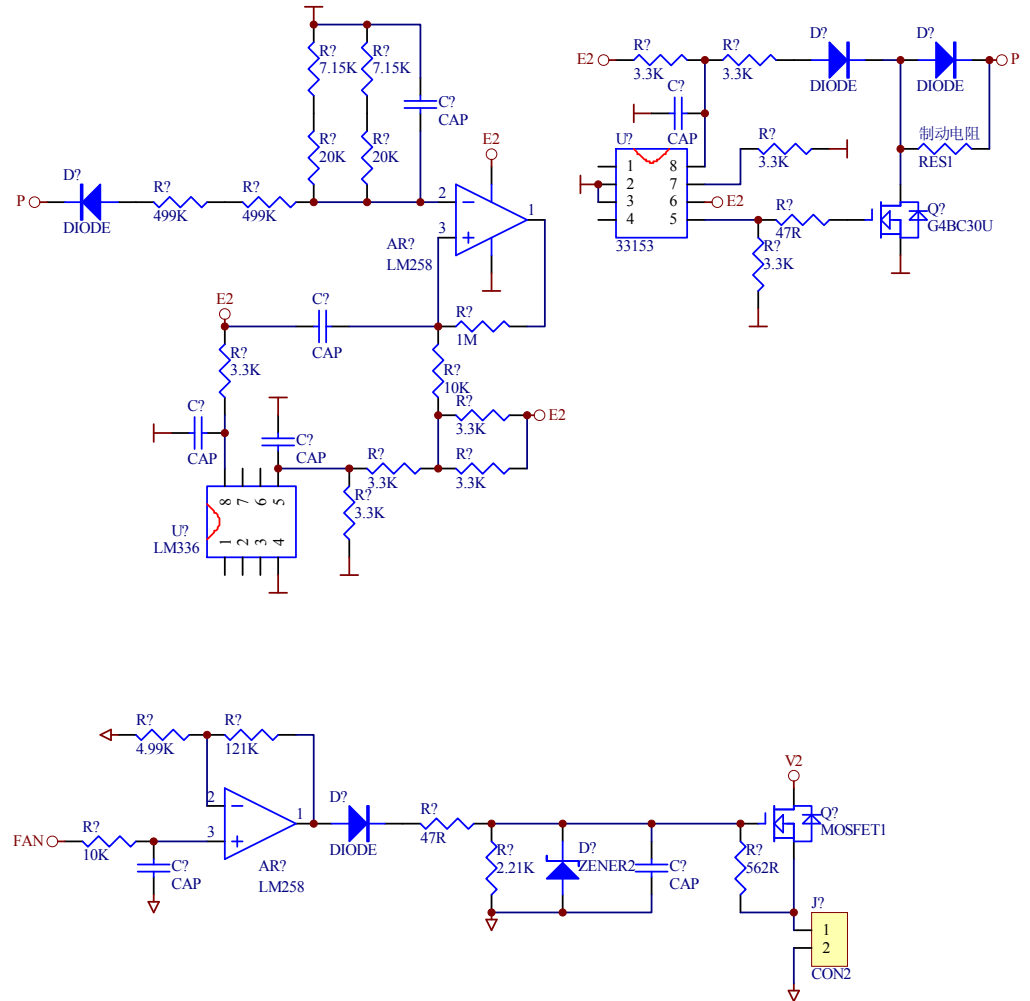 R?
7.15K
R?
7.15K
C?
CAP
R?
20K
R?
20K
E2
P
D?
DIODE
R?
499K
R?
499K
2
3
1
AR?
LM258
E2
R?
3.3K
C?
CAP
R?
1M
R?
10K
R?
3.3K
E2
C?
CAP
C?
CAP
R?
3.3K
R?
3.3K
R?
3.3K
8
7
6
5
1
2
3
4
U?
LM336
E2
R?
3.3K
R?
3.3K
D?
DIODE
D?
DIODE
P
C?
CAP
U?
1
2
3
4
8
7
6
5
33153
R?
3.3K
制动电阻
RES1
E2
R?
47R
Q?
G4BC30U
R?
3.3K
R?
4.99K
R?
121K
2
3
1
FAN
R?
10K
C?
CAP
AR?
LM258
D?
DIODE
R?
47R
R?
2.21K
D?
ZENER2
C?
CAP
V2
Q?
MOSFET1
R?
562R
J?
1
2
CON2